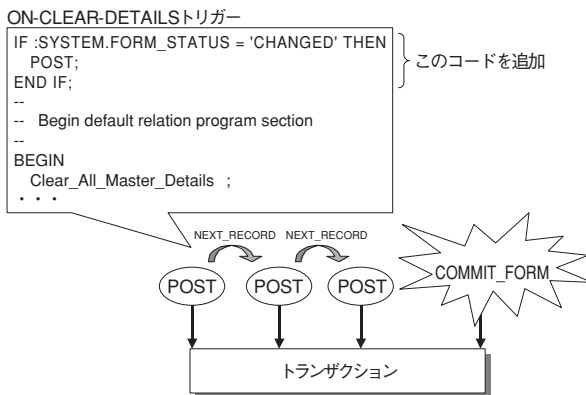 ON-CLEAR-DETAILSトリガー
IF :SYSTEM.FORM_STATUS = 'CHANGED' THEN
POST;
END IF;
--
-- Begin default relation program section
--
BEGIN
Clear_All_Master_Details ;
・・・
このコードを追加
NEXT_RECORD NEXT_RECORD
POST POST POST COMMIT_FORM
トランザクション